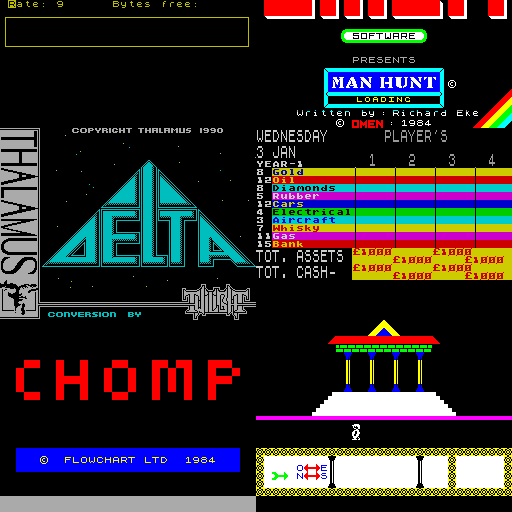 Rate: 9 Bytes free:
SOFTWARE
PRESENTS
MAN HUNT ©
LOADING
Written by : Richard Eke
© OMEN : 1984
COPYRIGHT THALAMUS 1990
THALAMUS
DELTA
CONVERSION BY
WEDNESDAY PLAYER'S
3 JAN
YEAR-1 1 2 3 4
8 Gold
12 Oil
8 Diamonds
5 Rubber
12 Cars
4 Electrical
3 Aircraft
7 Whisky
11 Gas
15 Bank
TOT. ASSETS £1000 £1000 £1000 £1000
TOT. CASH- £1000 £1000 £1000 £1000
CHOMP
© FLOWCHART LTD 1984
O E
N S